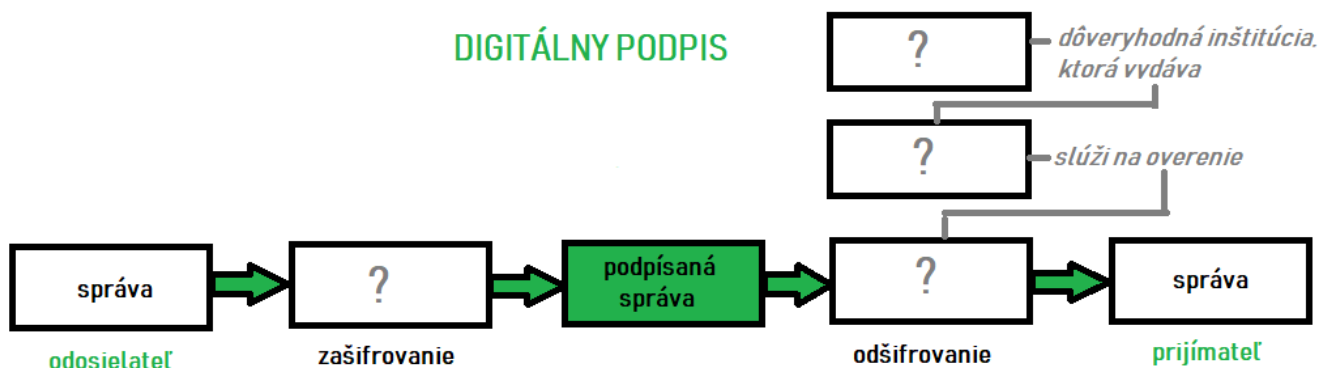 DIGITÁLNY PODPIS
?
dôveryhodná inštitúcia,
ktorá vydáva
?
slúži na overenie
správa
?
podpísaná
správa
?
správa
odosielateľ
zašifrovanie
odšifrovanie
prijímateľ